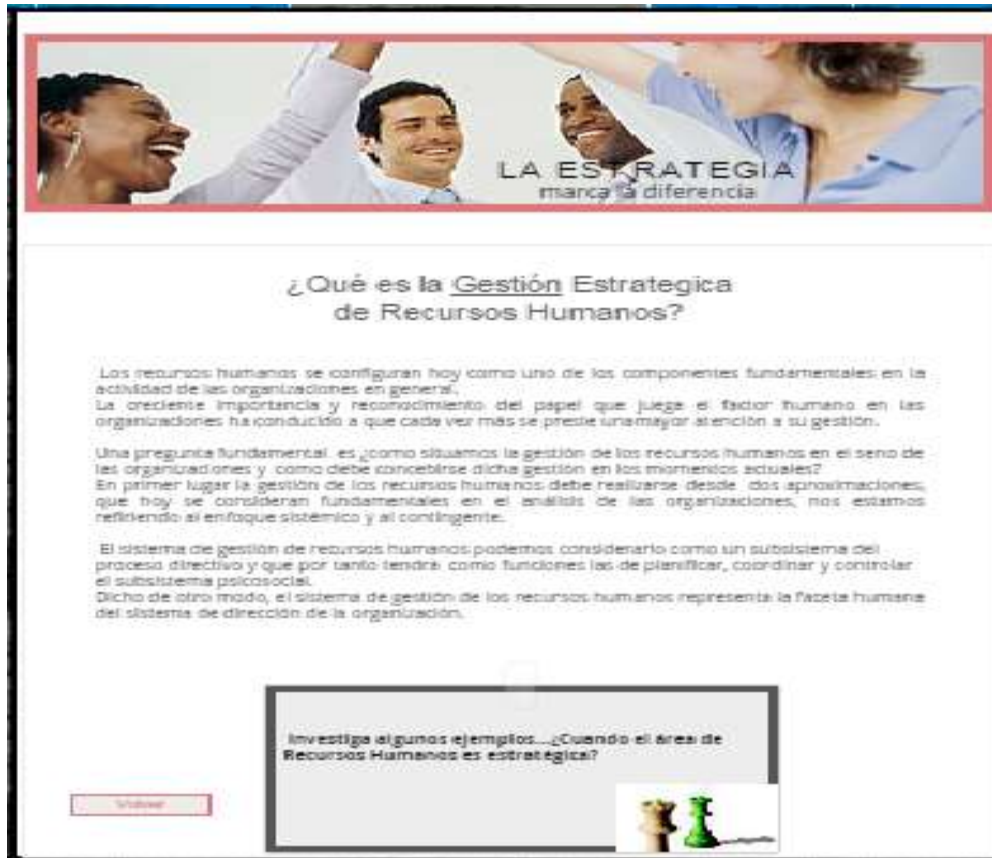 LA ESTRATEGIA
marca la diferencia
¿Qué es la Gestión Estrategica
de Recursos Humanos?
Los recursos humanos se configuran hoy como uno de los componentes fundamentales en la
actividad de las organizaciones en general.
La creciente importancia y reconocimiento del papel que juega el factor humano en las
organizaciones ha conducido a que cada vez más se preste una mayor atención a su gestión.
Una pregunta fundamental es ¿como situamos la gestión de los recursos humanos en el seno de
las organizaciones y como debe concebirse dicha gestión en los momentos actuales?
En primer lugar la gestión de los recursos humanos debe realizarse desde dos aproximaciones,
que hoy se consideran fundamentales en el análisis de las organizaciones, nos estamos
refiriendo al enfoque sistémico y al contingente.
El sistema de gestión de recursos humanos podemos considerarlo como un subsistema del
proceso directivo y que por tanto tendrá como funciones las de planificar, coordinar y controlar
el subsistema psicosocial.
Dicho de otro modo, el sistema de gestión de los recursos humanos representa la faceta humana
del sistema de dirección de la organización.
Investiga algunos ejemplos...¿Cuando el área de
Recursos Humanos es estratégica?
Volver